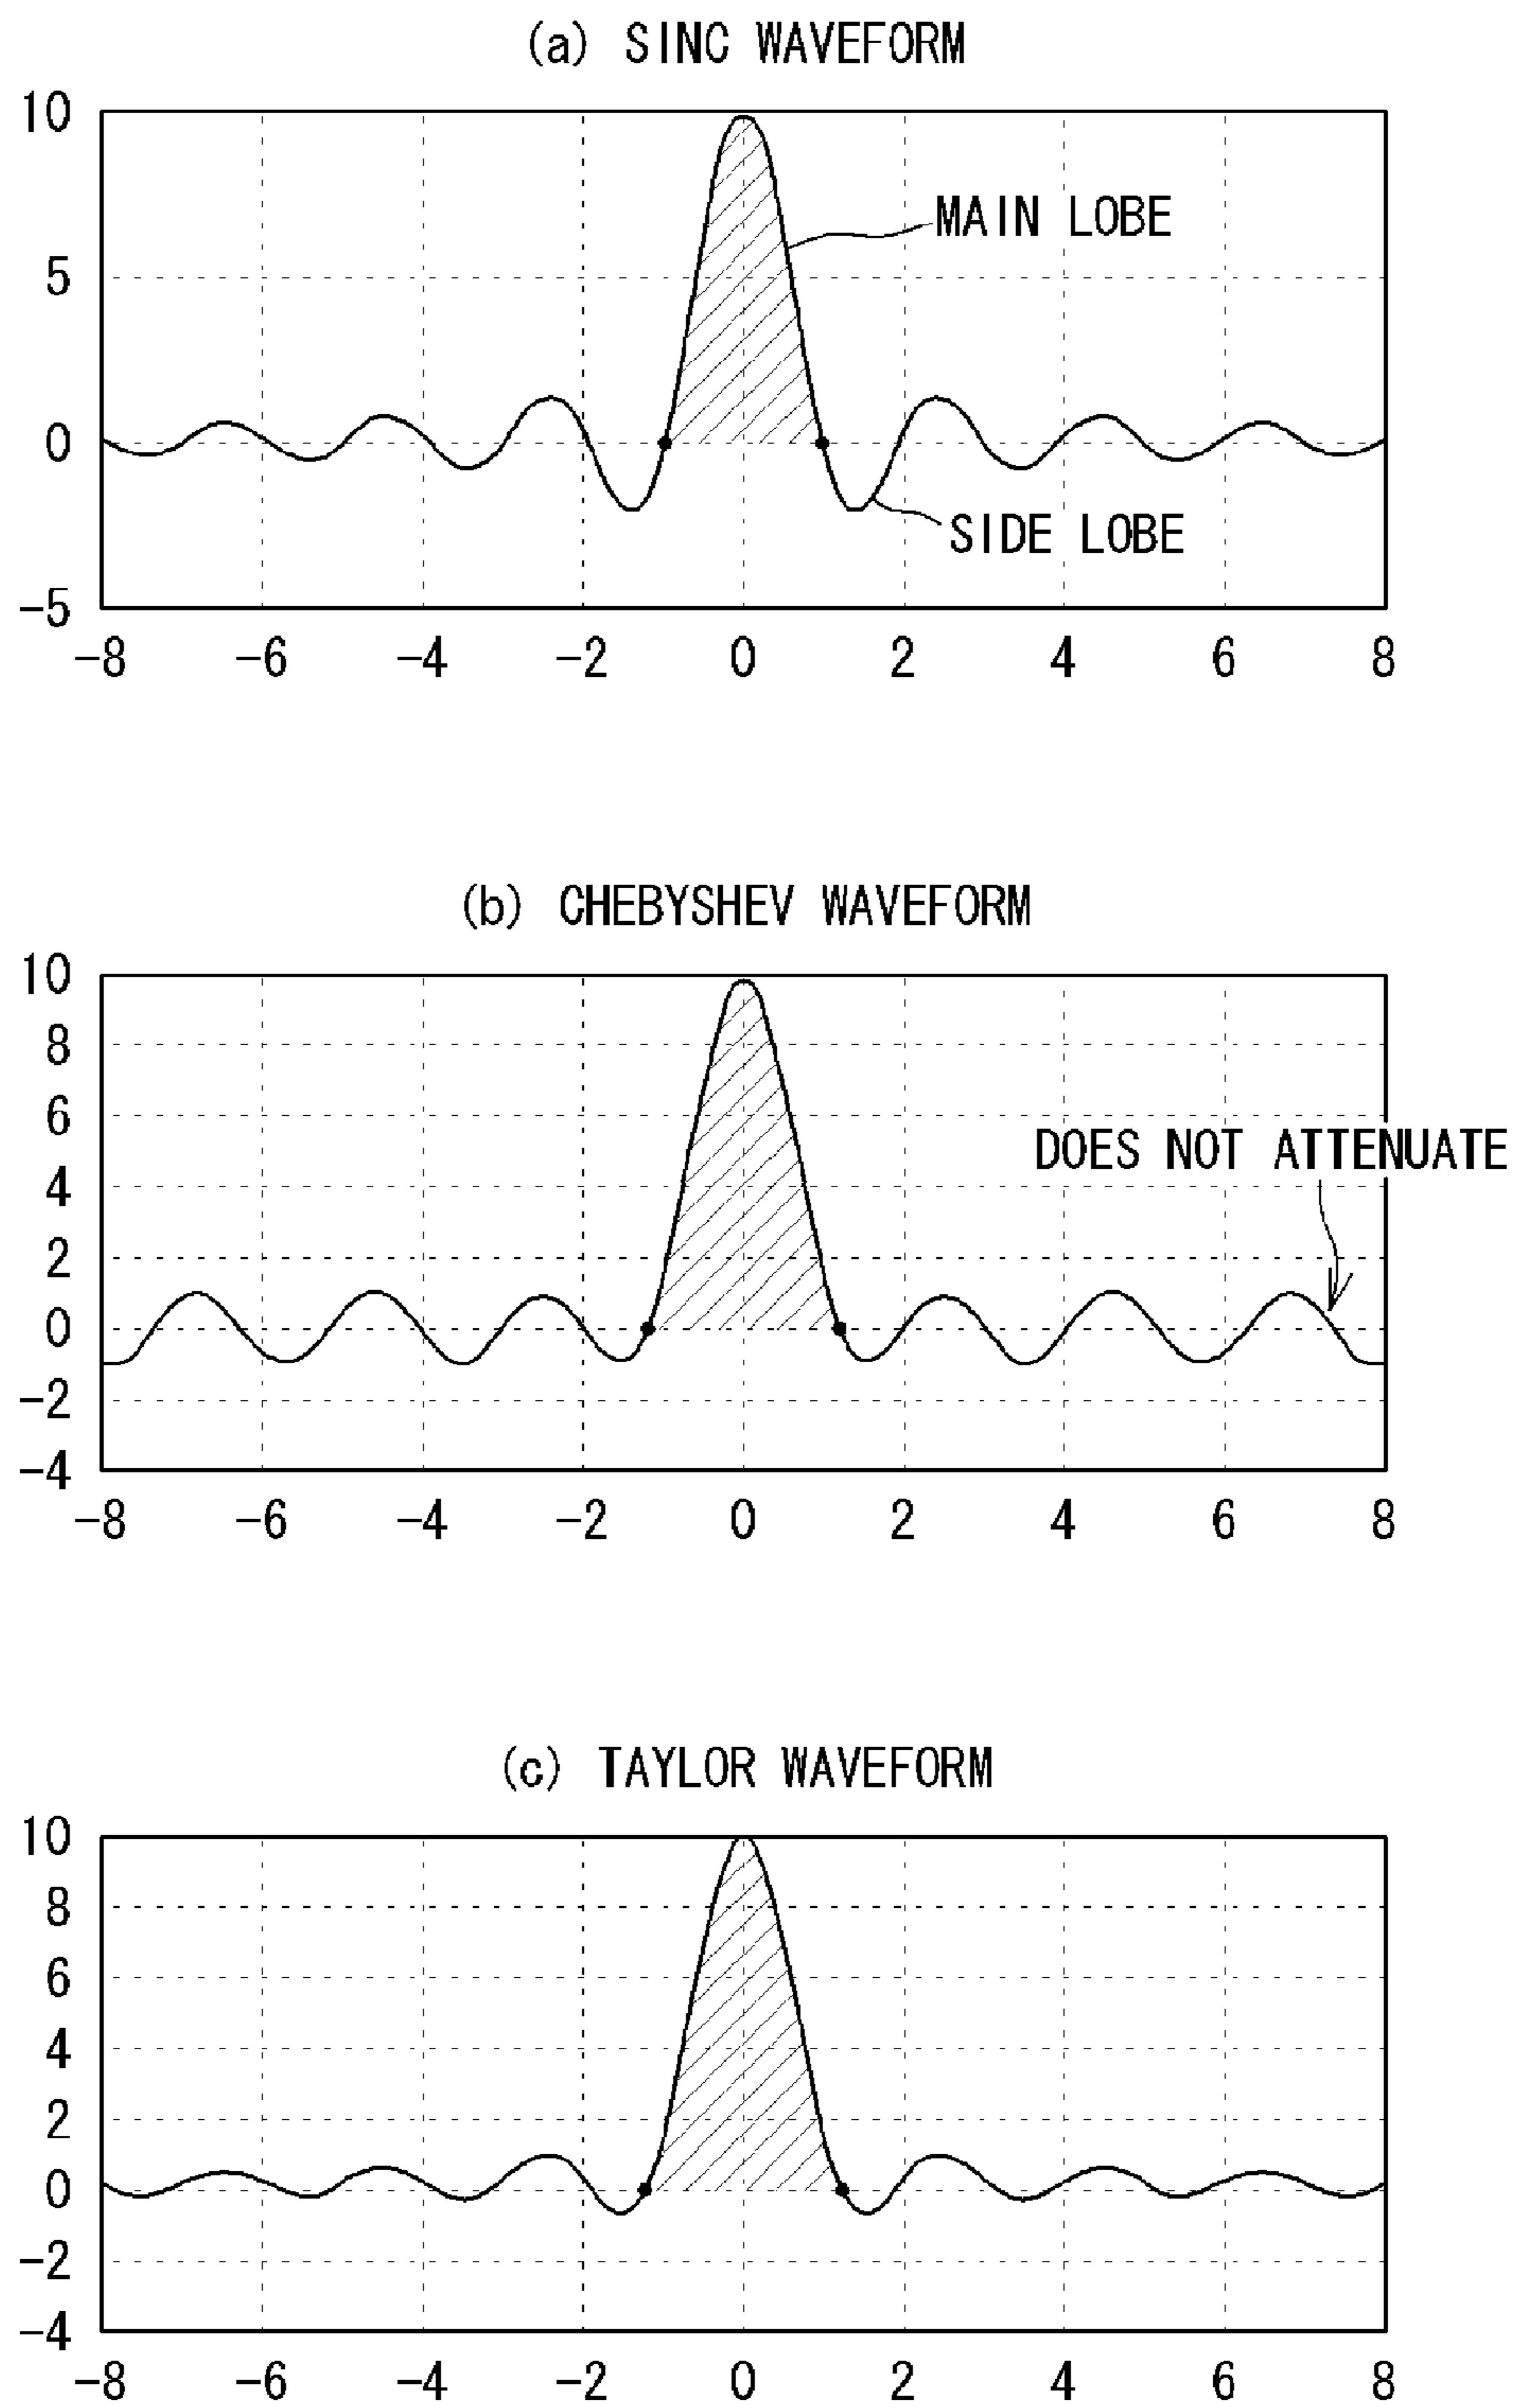 (a) SINC WAVEFORM
10
MAIN LOBE
5
0
SIDE LOBE
-5
-8 -6 -4 -2 0 2 4 6 8
(b) CHEBYSHEV WAVEFORM
10
8
6
DOES NOT ATTENUATE
4
2
0
-2
-4
-8 -6 -4 -2 0 2 4 6 8
(c) TAYLOR WAVEFORM
10
8
6
4
2
0
-2
-4
-8 -6 -4 -2 0 2 4 6 8